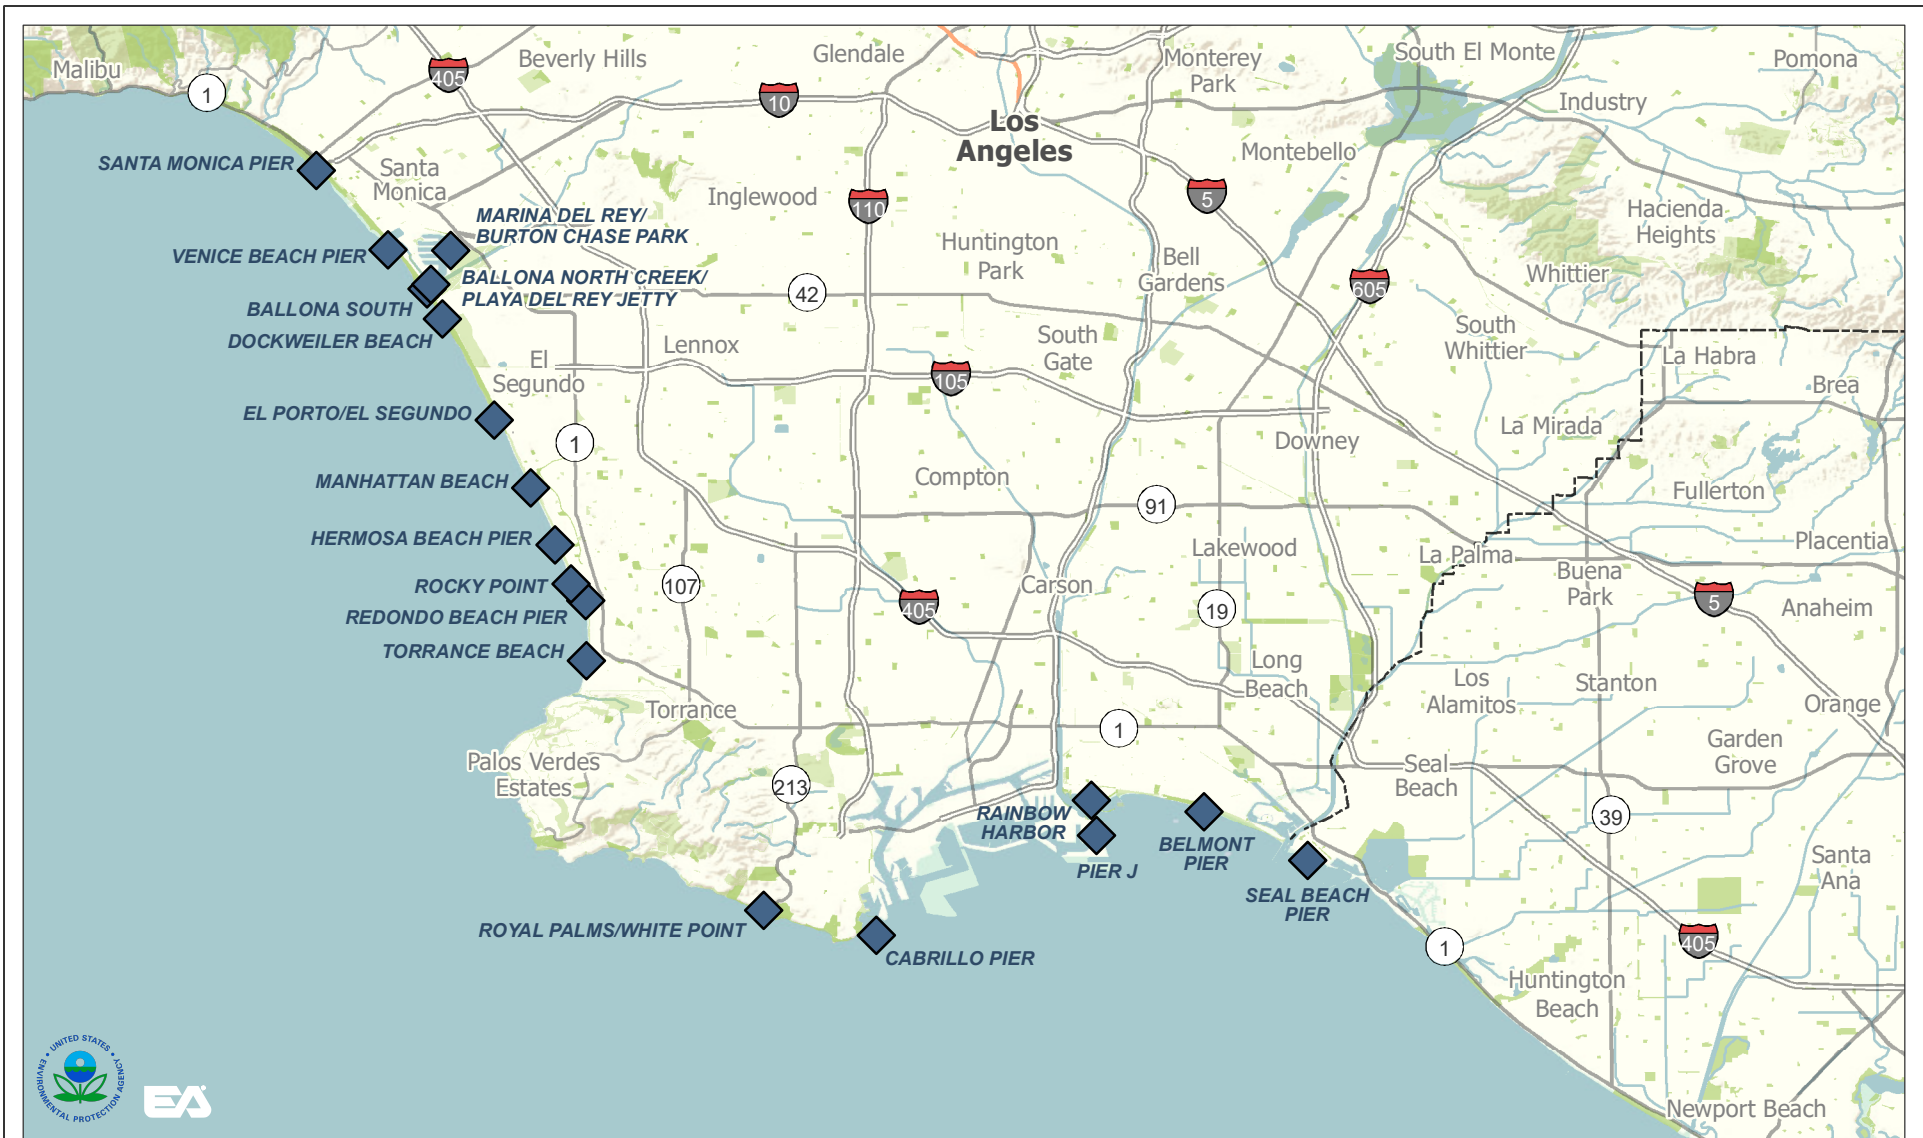 Malibu
1
405
Beverly Hills
Glendale
10
Monterey
Park
South El Monte
Pomona
Industry
Los
Angeles
Montebello
SANTA MONICA PIER
Santa
Monica
Inglewood
110
5
Hacienda
Heights
MARINA DEL REY/
BURTON CHASE PARK
VENICE BEACH PIER
Huntington
Park
Bell
Gardens
Whittier
605
BALLONA NORTH CREEK/
PLAYA DEL REY JETTY
42
BALLONA SOUTH
DOCKWEILER BEACH
El
Segundo
Lennox
South
Gate
South
Whittier
La Habra
Brea
105
EL PORTO/EL SEGUNDO
1
Downey
La Mirada
MANHATTAN BEACH
Compton
91
Fullerton
HERMOSA BEACH PIER
Lakewood
La Palma
Placentia
ROCKY POINT
107
Carson
Buena
Park
405
19
5
Anaheim
REDONDO BEACH PIER
TORRANCE BEACH
Long
Beach
Los
Alamitos
Stanton
Orange
Torrance
1
Garden
Grove
Palos Verdes
Estates
213
Seal
Beach
RAINBOW
HARBOR
39
PIER J
BELMONT
PIER
Santa
Ana
SEAL BEACH
PIER
ROYAL PALMS/WHITE POINT
CABRILLO PIER
1
405
Huntington
Beach
Newport Beach
UNITED STATES
ENVIRONMENTAL PROTECTION AGENCY
EA